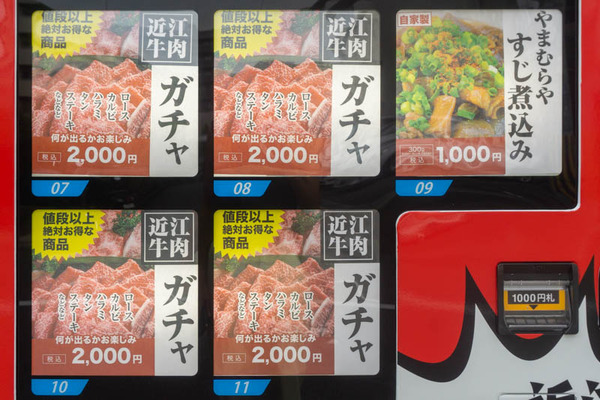 値段以上
絶対お得な
商品
近江
牛肉
ガチャ
ロース
カルビ
ハラミ
タン
ステーキ
などなど
何が出るかお楽しみ
税込 2,000円
07
値段以上
絶対お得な
商品
近江
牛肉
ガチャ
ロース
カルビ
ハラミ
タン
ステーキ
などなど
何が出るかお楽しみ
税込 2,000円
08
自家製
やまむらや
すじ煮込み
300g
税込 1,000円
09
値段以上
絶対お得な
商品
近江
牛肉
ガチャ
ロース
カルビ
ハラミ
タン
ステーキ
などなど
何が出るかお楽しみ
税込 2,000円
10
値段以上
絶対お得な
商品
近江
牛肉
ガチャ
ロース
カルビ
ハラミ
タン
ステーキ
などなど
何が出るかお楽しみ
税込 2,000円
11
1000円札